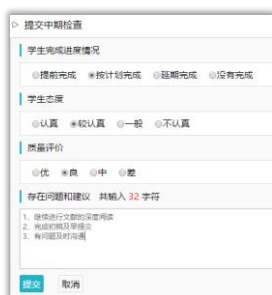 提交中期检查
学生完成进度情况
提前完成 按计划完成 延期完成 没有完成
学生态度
认真 较认真 一般 不认真
质量评价
优 良 中 差
存在问题和建议 共输入 32 字符
1、继续进行文献的深度阅读
2、完成初稿及早提交
3、有问题及时沟通
提交 取消